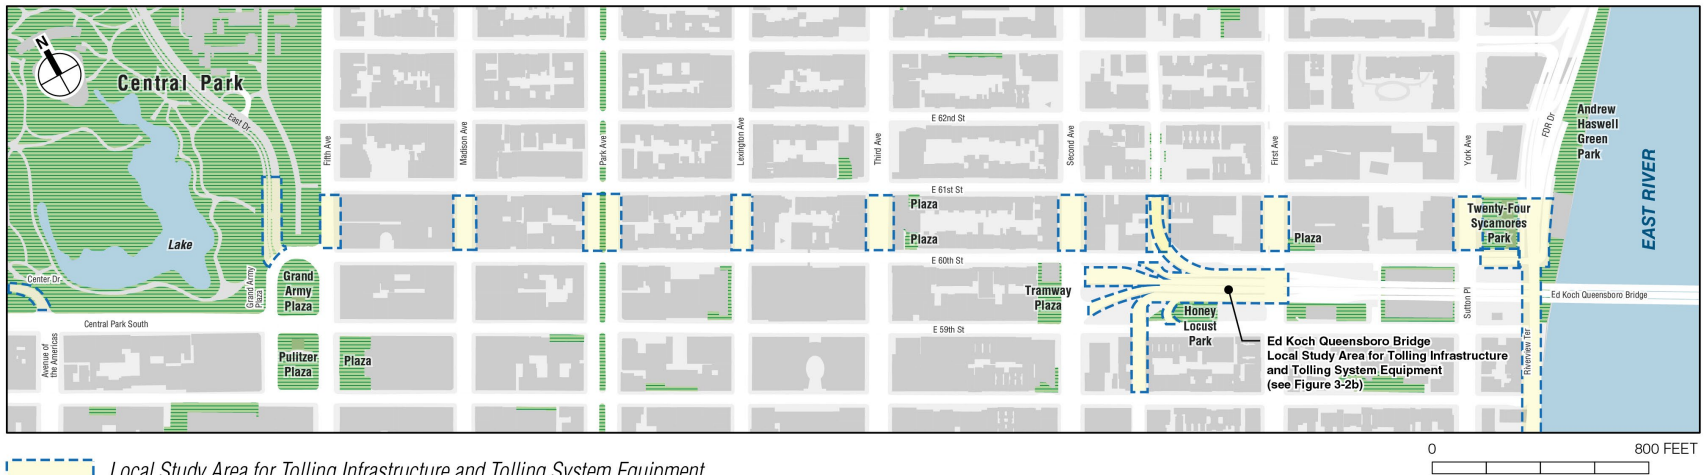 N
Central Park
East Dr
Lake
Center Dr
Grand Army
Plaza
Grand
Army
Plaza
Central Park South
Avenue of
the Americas
Pulitzer
Plaza
Plaza
Fifth Ave
Madison Ave
Park Ave
Lexington Ave
Third Ave
Second Ave
First Ave
York Ave
FDR Dr
E 62nd St
E 61st St
Plaza
Plaza
E 60th St
Tramway
Plaza
E 59th St
Honey
Locust
Park
Plaza
Twenty-Four
Sycamores
Park
Andrew
Haswell
Green
Park
EAST RIVER
Sutton Pl
Ed Koch Queensboro Bridge
Riverview Ter
Ed Koch Queensboro Bridge
Local Study Area for Tolling Infrastructure
and Tolling System Equipment
(see Figure 3-2b)
0 800 FEET
Local Study Area for Tolling Infrastructure and Tolling System Equipment